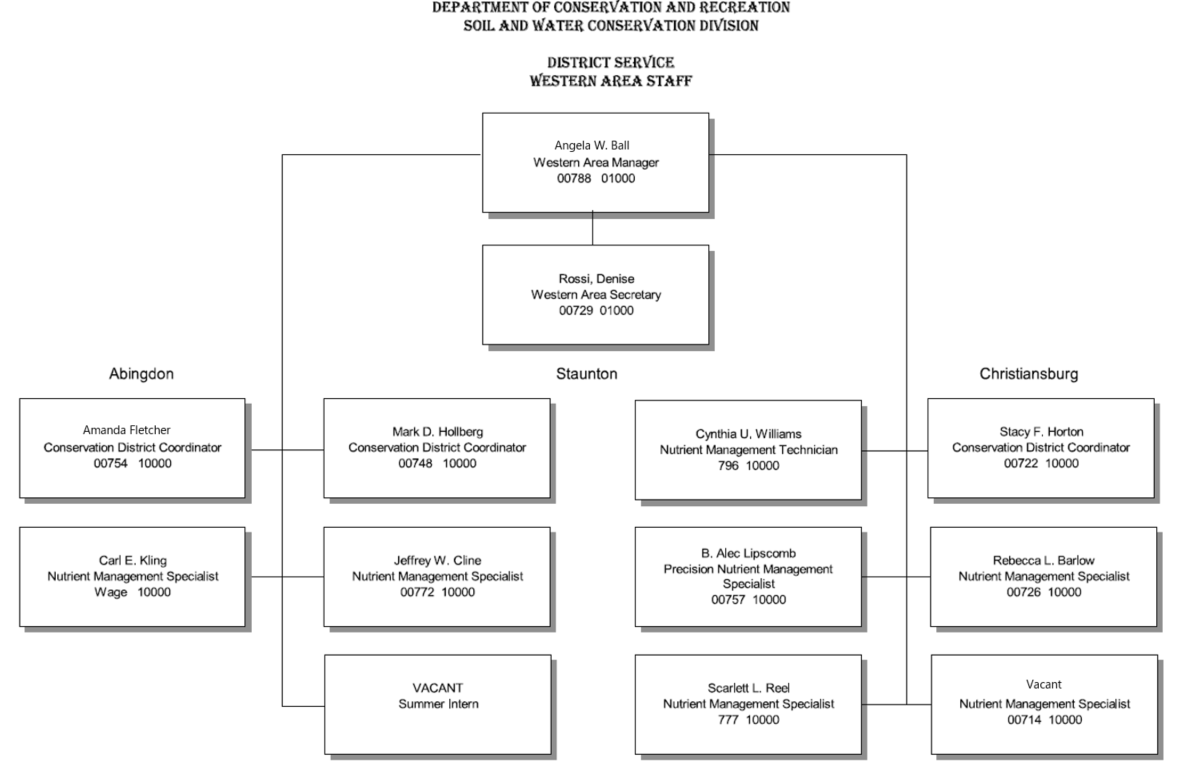 DEPARTMENT OF CONSERVATION AND RECREATION
SOIL AND WATER CONSERVATION DIVISION
DISTRICT SERVICE
WESTERN AREA STAFF
Angela W. Ball
Western Area Manager
00788 01000
Rossi, Denise
Western Area Secretary
00729 01000
Abingdon
Staunton
Christiansburg
Amanda Fletcher
Conservation District Coordinator
00754 10000
Mark D. Hollberg
Conservation District Coordinator
00748 10000
Cynthia U, Williams
Nutrient Management Technician
796 10000
Stacy F. Horton
Conservation District Coordinator
00722 10000
Carl E. Kling
Nutrient Management Specialist
Wage 10000
Jeffrey W. Cline
Nutrient Management Specialist
00772 10000
B. Alec Lipscomb
Precision Nutrient Management
Specialist
00757 10000
Rebecca L. Barlow
Nutrient Management Specialist
00726 10000
VACANT
Summer Intern
Scarlett L. Reel
Nutrient Management Specialist
777 10000
Vacant
Nutrient Management Specialist
00714 10000